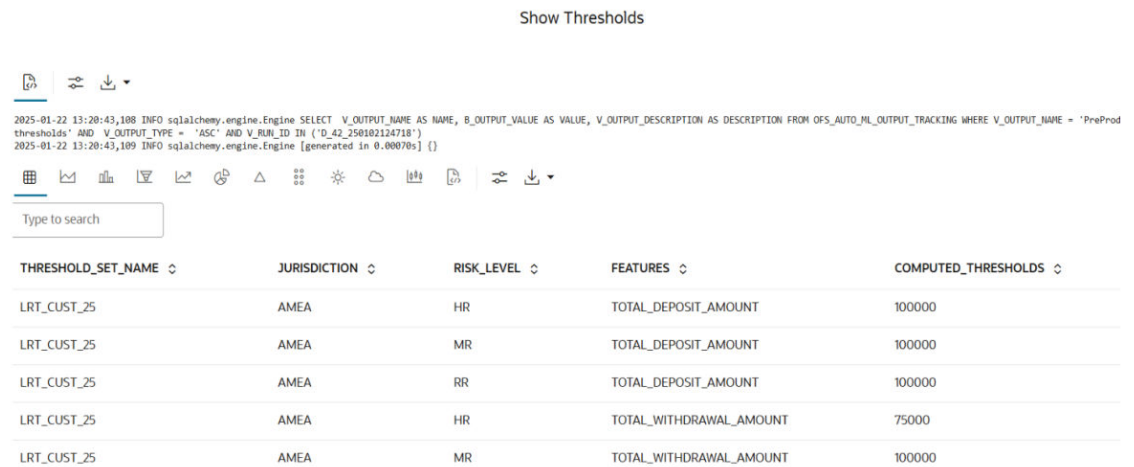 Show Thresholds
2025-01-22 13:20:43,108 INFO sqlalchemy.engine.Engine SELECT V_OUTPUT_NAME AS NAME, B_OUTPUT_VALUE AS VALUE, V_OUTPUT_DESCRIPTION AS DESCRIPTION FROM OFS_AUTO_ML_OUTPUT_TRACKING WHERE V_OUTPUT_NAME = 'PreProd
thresholds' AND V_OUTPUT_TYPE = 'ASC' AND V_RUN_ID IN ('D_42_250102124718')
2025-01-22 13:20:43,109 INFO sqlalchemy.engine.Engine [generated in 0.00070s] {}
Type to search
THRESHOLD_SET_NAME JURISDICTION RISK_LEVEL FEATURES COMPUTED_THRESHOLDS
LRT_CUST_25 AMEA HR TOTAL_DEPOSIT_AMOUNT 100000
LRT_CUST_25 AMEA MR TOTAL_DEPOSIT_AMOUNT 100000
LRT_CUST_25 AMEA RR TOTAL_DEPOSIT_AMOUNT 100000
LRT_CUST_25 AMEA HR TOTAL_WITHDRAWAL_AMOUNT 75000
LRT_CUST_25 AMEA MR TOTAL_WITHDRAWAL_AMOUNT 100000